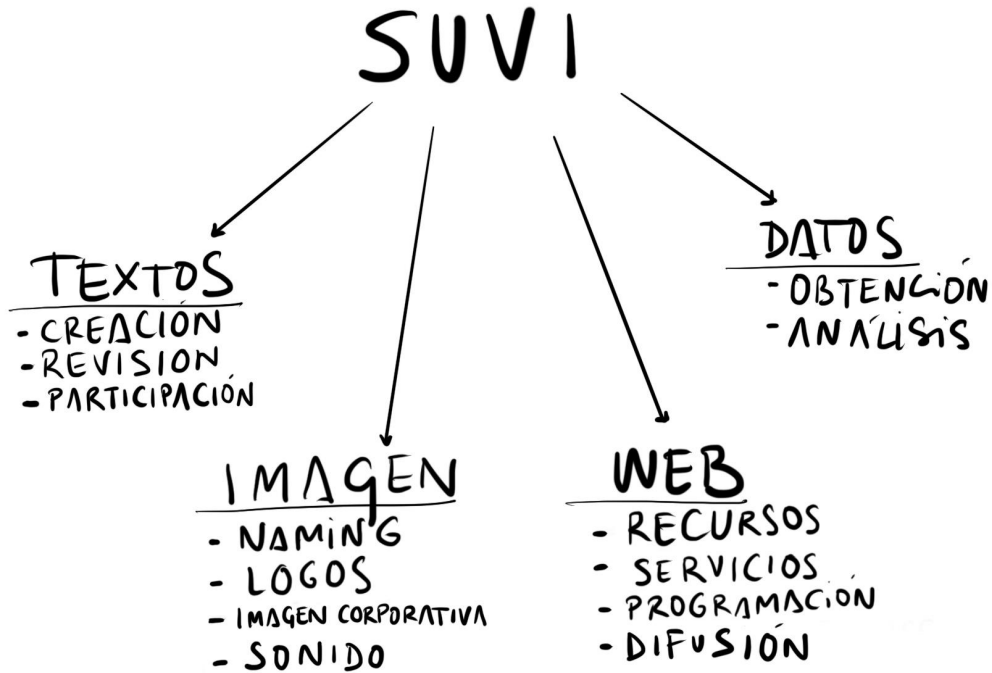 SUVI
TEXTOS
- CREACIÓN
- REVISION
- PARTICIPACIÓN
IMAGEN
- NAMING
- LOGOS
- IMAGEN CORPORATIVA
- SONIDO
WEB
- RECURSOS
- SERVICIOS
- PROGRAMACIÓN
- DIFUSIÓN
DATOS
- OBTENCIÓN
- ANÁLISIS